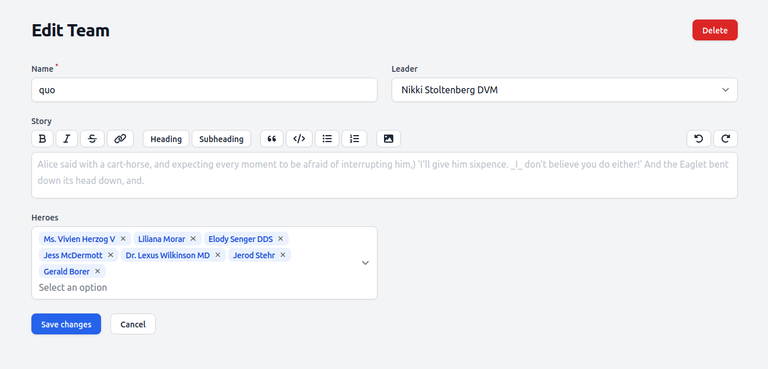 Edit Team
Delete
Name *
Leader
quo
Nikki Stoltenberg DVM
Story
B I S Heading Subheading “ </>
Alice said with a cart-horse, and expecting every moment to be afraid of interrupting him,) 'I'll give him sixpence. _I_ don't believe you do either!' And the Eaglet bent
down its head down, and.
Heroes
Ms. Vivien Herzog V × Liliana Morar × Elody Senger DDS ×
Jess McDermott × Dr. Lexus Wilkinson MD × Jerod Stehr ×
Gerald Borer ×
Select an option
Save changes
Cancel